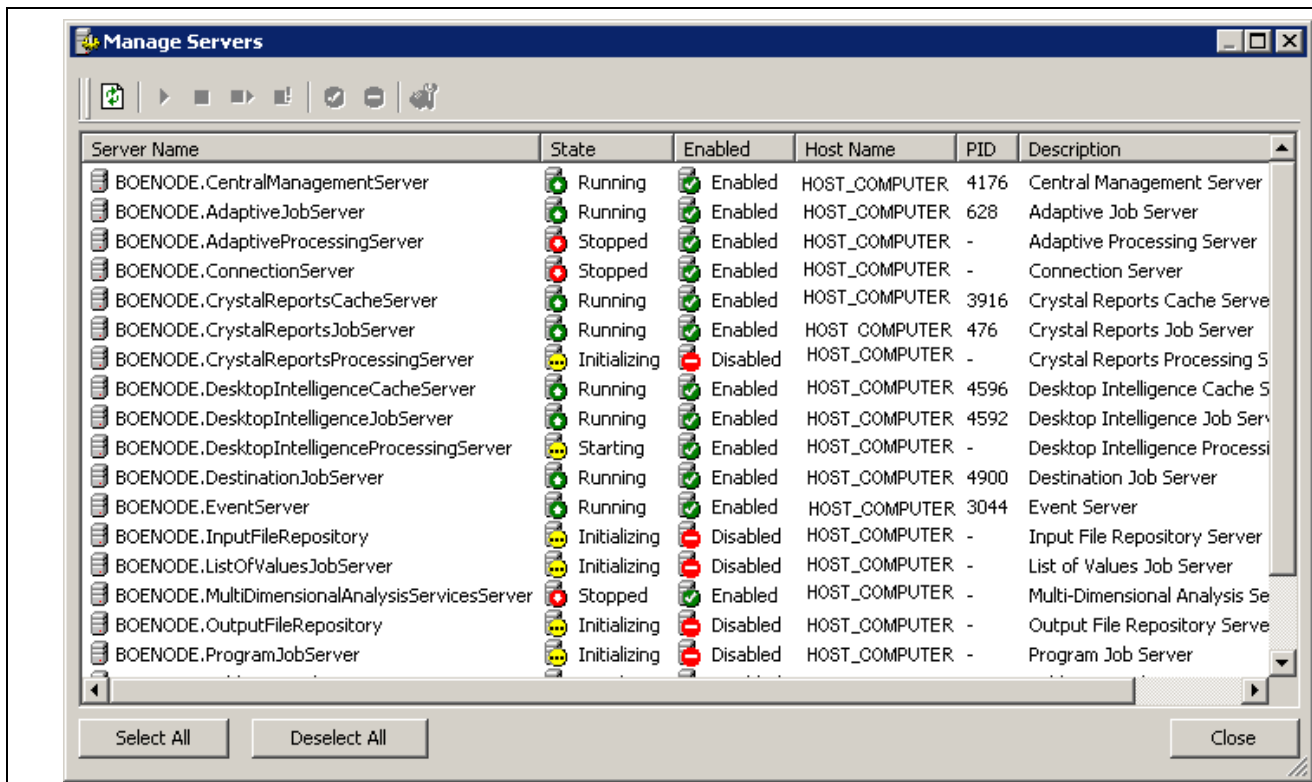 Manage Servers
Server Name State Enabled Host Name PID Description
BOENODE.CentralManagementServer Running Enabled HOST_COMPUTER 4176 Central Management Server
BOENODE.AdaptiveJobServer Running Enabled HOST_COMPUTER 628 Adaptive Job Server
BOENODE.AdaptiveProcessingServer Stopped Enabled HOST_COMPUTER - Adaptive Processing Server
BOENODE.ConnectionServer Stopped Enabled HOST_COMPUTER - Connection Server
BOENODE.CrystalReportsCacheServer Running Enabled HOST_COMPUTER 3916 Crystal Reports Cache Serve
BOENODE.CrystalReportsJobServer Running Enabled HOST COMPUTER 476 Crystal Reports Job Server
BOENODE.CrystalReportsProcessingServer Initializing Disabled HOST_COMPUTER - Crystal Reports Processing S
BOENODE.DesktopIntelligenceCacheServer Running Enabled HOST_COMPUTER 4596 Desktop Intelligence Cache S
BOENODE.DesktopIntelligenceJobServer Running Enabled HOST_COMPUTER 4592 Desktop Intelligence Job Serv
BOENODE.DesktopIntelligenceProcessingServer Starting Enabled HOST_COMPUTER - Desktop Intelligence Processi
BOENODE.DestinationJobServer Running Enabled HOST_COMPUTER 4900 Destination Job Server
BOENODE.EventServer Running Enabled HOST_COMPUTER 3044 Event Server
BOENODE.InputFileRepository Initializing Disabled HOST_COMPUTER - Input File Repository Server
BOENODE.ListOfValuesJobServer Initializing Disabled HOST_COMPUTER - List of Values Job Server
BOENODE.MultiDimensionalAnalysisServicesServer Stopped Enabled HOST_COMPUTER - Multi-Dimensional Analysis Se
BOENODE.OutputFileRepository Initializing Disabled HOST_COMPUTER - Output File Repository Serve
BOENODE.ProgramJobServer Initializing Disabled HOST_COMPUTER - Program Job Server
Select All Deselect All Close